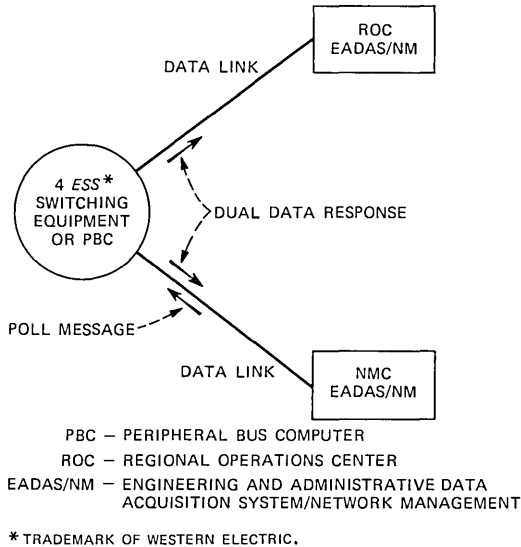 ROC
EADAS/NM
DATA LINK
4 ESS*
SWITCHING
EQUIPMENT
OR PBC
DUAL DATA RESPONSE
POLL MESSAGE
DATA LINK
NMC
EADAS/NM
PBC – PERIPHERAL BUS COMPUTER
ROC – REGIONAL OPERATIONS CENTER
EADAS/NM – ENGINEERING AND ADMINISTRATIVE DATA
ACQUISITION SYSTEM/NETWORK MANAGEMENT
* TRADEMARK OF WESTERN ELECTRIC.